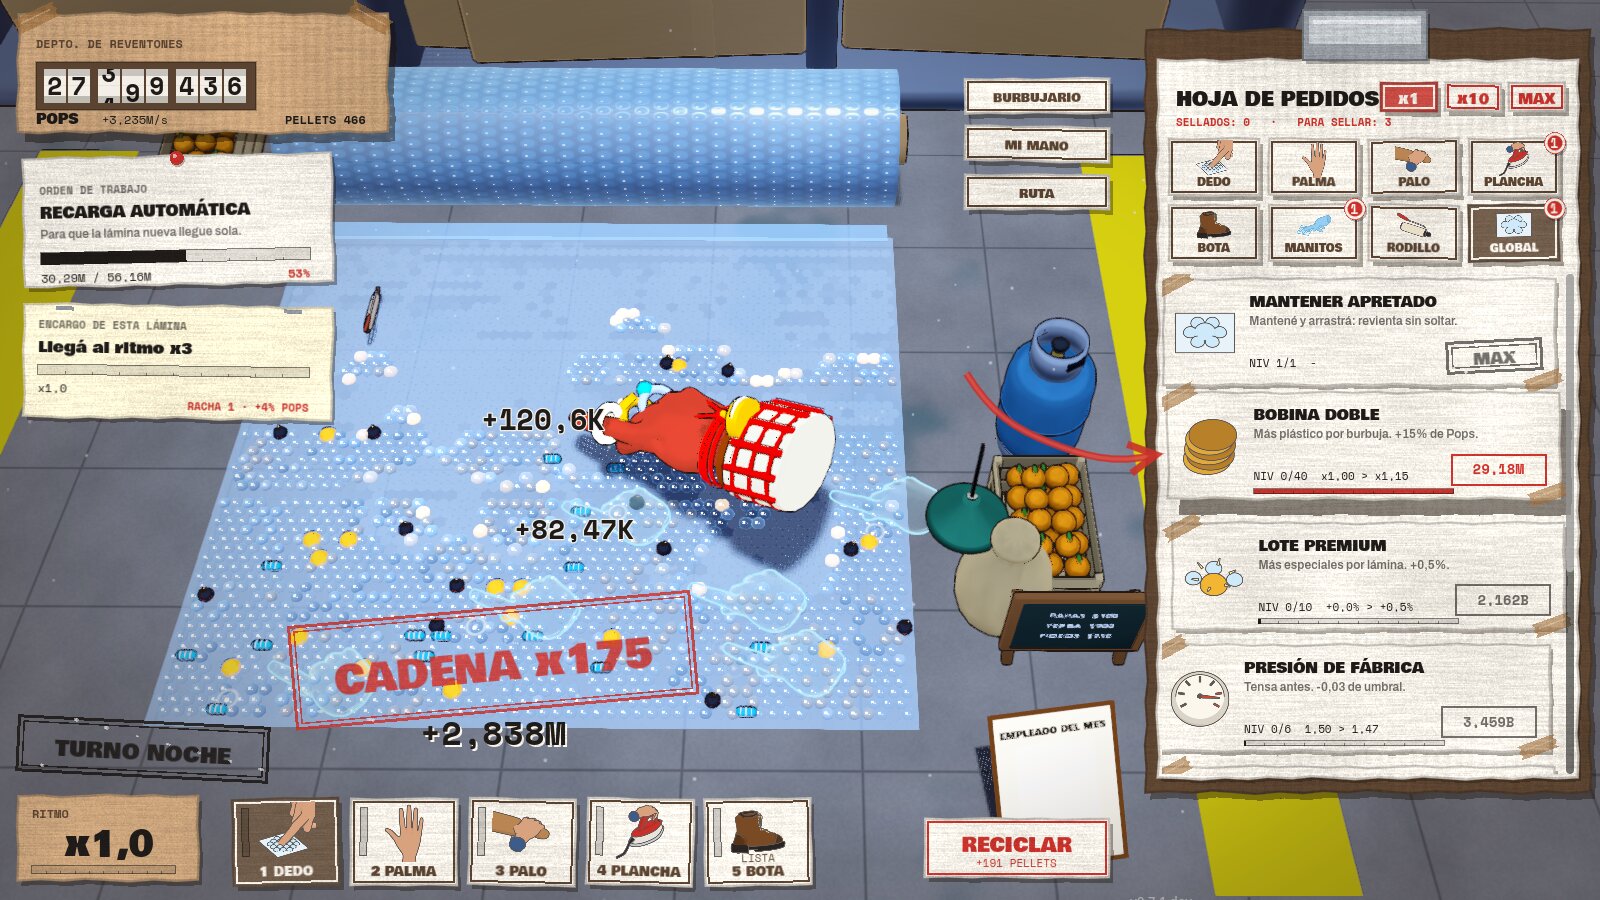 DEPTO. DE REVENTONES
POPS
+3,235M/s
PELLETS 466
ORDEN DE TRABAJO
RECARGA AUTOMÁTICA
Para que la lámina nueva llegue sola.
30,29M / 56,16M
53%
ENCARGO DE ESTA LÁMINA
Llegá al ritmo x3
x1,0
RACHA 1 · +4% POPS
BURBUJARIO
MI MANO
RUTA
+120,6K
+82,47K
CADENA x175
+2,838M
TURNO NOCHE
RITMO
x1,0
1 DEDO
2 PALMA
3 PALO
4 PLANCHA
LISTA
5 BOTA
EMPLEADO DEL MES
RECICLAR
+191 PELLETS
HOJA DE PEDIDOS
x1
x10
MAX
SELLADOS: 0 · PARA SELLAR: 3
DEDO
PALMA
PALO
PLANCHA
1
BOTA
MANITOS
1
RODILLO
GLOBAL
1
MANTENER APRETADO
Mantené y arrastrá: revienta sin soltar.
NIV 1/1 -
MAX
BOBINA DOBLE
Más plástico por burbuja. +15% de Pops.
NIV 0/40 x1,00 > x1,15
29,18M
LOTE PREMIUM
Más especiales por lámina. +0,5%.
NIV 0/10 +0,0% > +0,5%
2,162B
PRESIÓN DE FÁBRICA
Tensa antes. -0,03 de umbral.
NIV 0/6 1,50 > 1,47
3,459B